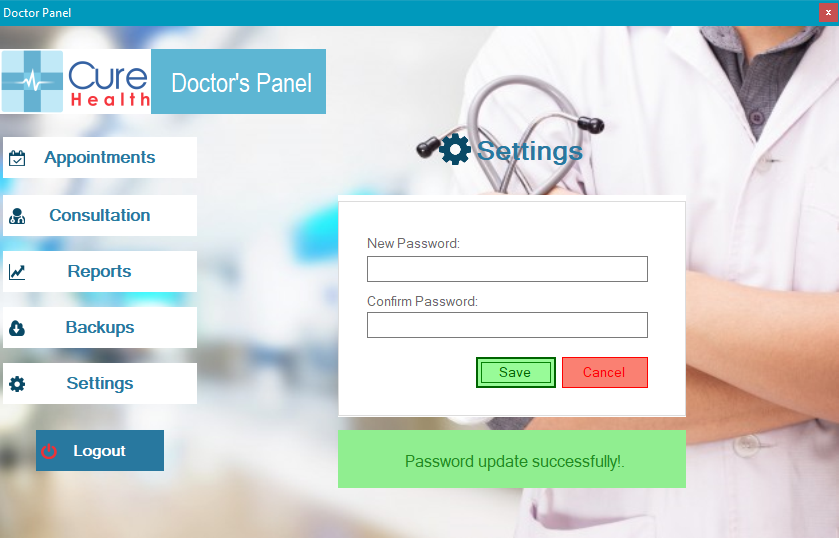 Doctor Panel
x
Cure
Health
Doctor's Panel
Appointments
Consultation
Reports
Backups
Settings
Logout
Settings
New Password:
Confirm Password:
Save
Cancel
Password update successfully!.